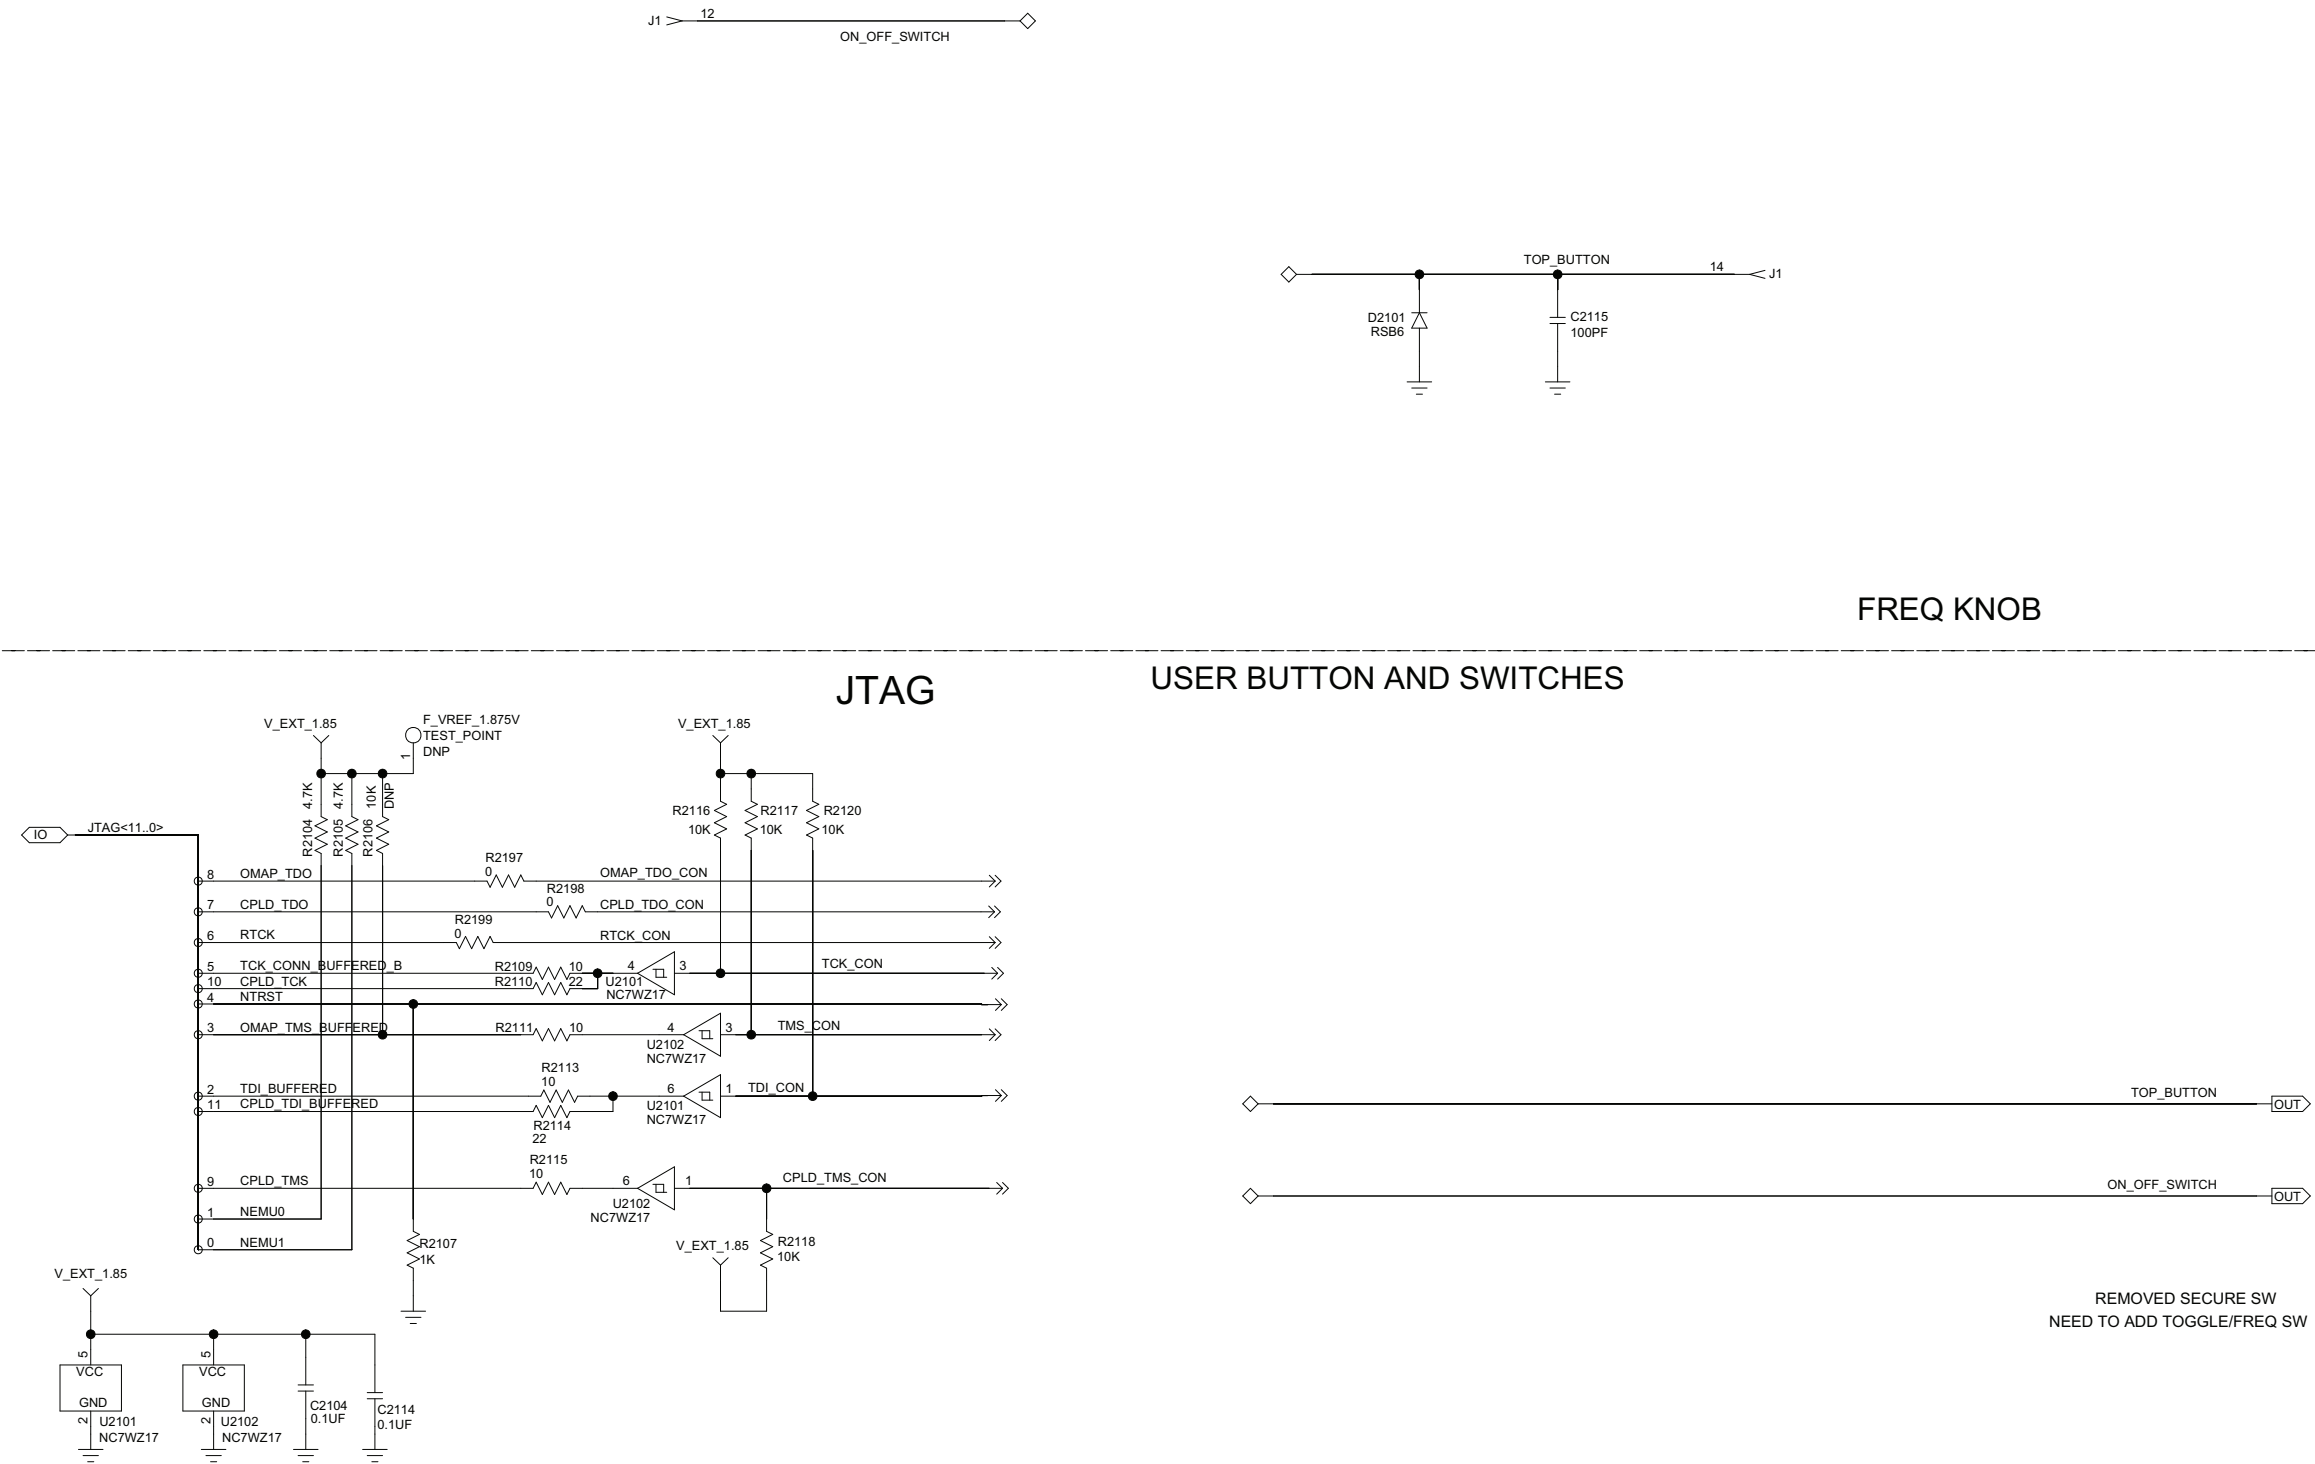 J1 12
ON_OFF_SWITCH
TOP_BUTTON
14 J1
D2101
RSB6
C2115
100PF
FREQ KNOB
JTAG
USER BUTTON AND SWITCHES
V_EXT_1.85
F_VREF_1.875V
TEST_POINT
DNP
1
V_EXT_1.85
R2104 4.7K
R2105 4.7K
R2106 10K
DNP
R2116
10K
R2117
10K
R2120
10K
IO JTAG<11..0>
R2197
0
8 OMAP_TDO OMAP_TDO_CON
R2198
0
7 CPLD_TDO CPLD_TDO_CON
R2199
0
6 RTCK RTCK_CON
5 TCK_CONN_BUFFERED_B R2109 10 4 3 TCK_CON
10 CPLD_TCK R2110 22 U2101
NC7WZ17
4 NTRST
3 OMAP_TMS_BUFFERED R2111 10 4 3 TMS_CON
U2102
NC7WZ17
R2113
10
2 TDI_BUFFERED 6 1 TDI_CON
11 CPLD_TDI_BUFFERED U2101
NC7WZ17
R2114
22
TOP_BUTTON
OUT
R2115
10
9 CPLD_TMS 6 1 CPLD_TMS_CON
U2102
NC7WZ17
ON_OFF_SWITCH
OUT
1 NEMU0
0 NEMU1
R2107
1K
V_EXT_1.85
R2118
10K
V_EXT_1.85
REMOVED SECURE SW
NEED TO ADD TOGGLE/FREQ SW
5
VCC
GND
2
U2101
NC7WZ17
5
VCC
GND
2
U2102
NC7WZ17
C2104
0.1UF
C2114
0.1UF